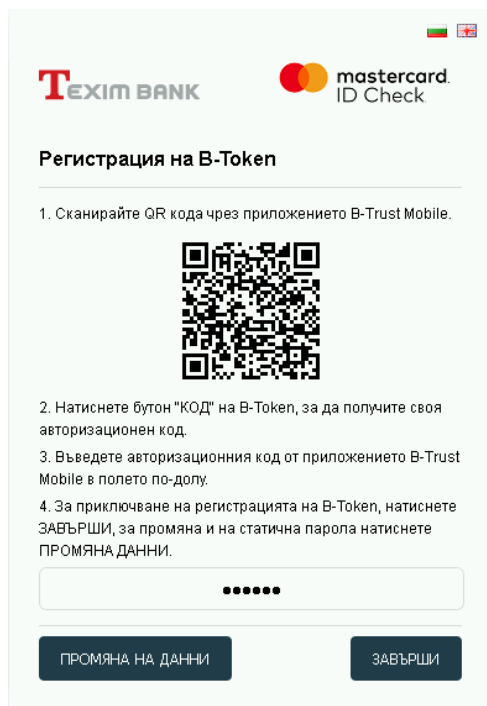 TEXIM BANK
mastercard.
ID Check
Регистрация на B-Token
1. Сканирайте QR кода чрез приложението B-Trust Mobile.
2. Натиснете бутон "КОД" на B-Token, за да получите своя
авторизационен код.
3. Въведете авторизационния код от приложението B-Trust
Mobile в полето по-долу.
4. За приключване на регистрацията на B-Token, натиснете
ЗАВЪРШИ, за промяна и на статична парола натиснете
ПРОМЯНА ДАННИ.
••••••
ПРОМЯНА НА ДАННИ
ЗАВЪРШИ